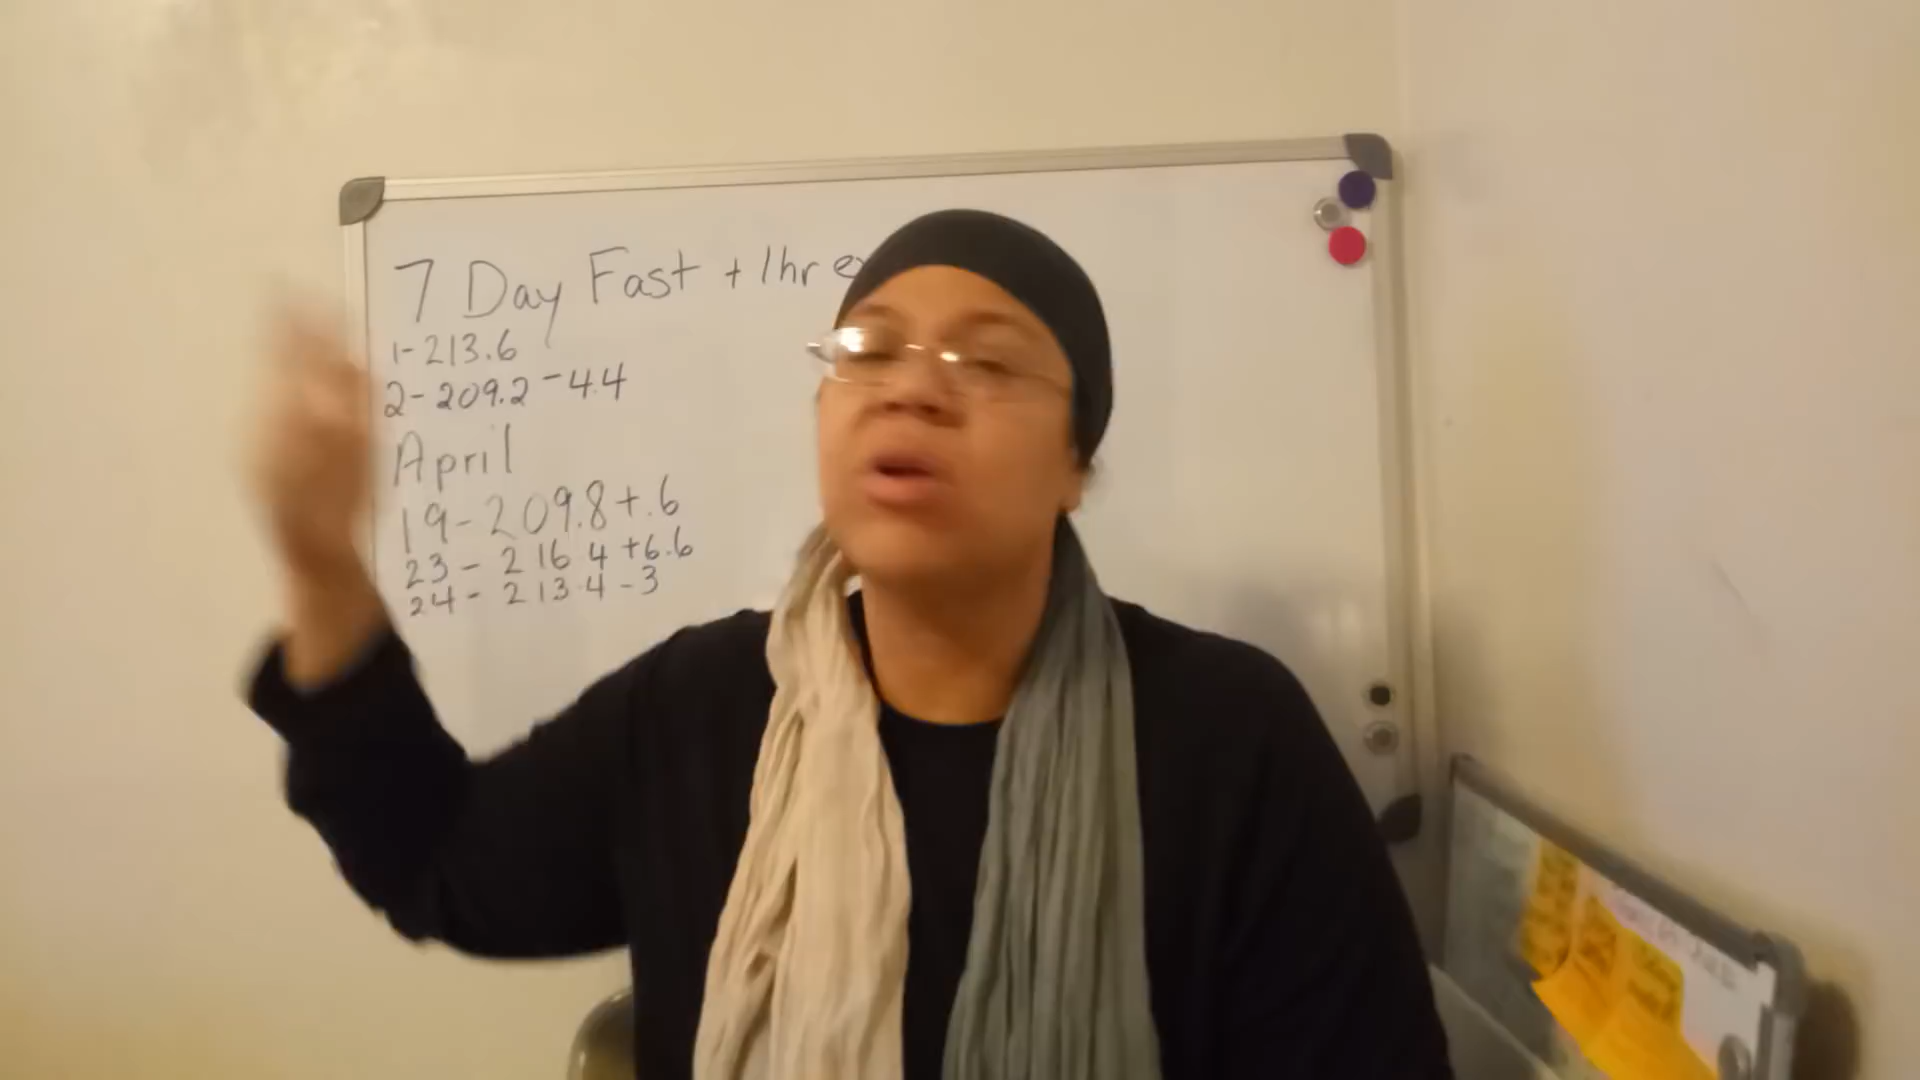 7 Day Fast + 1hr e
1-213.6
2-209.2 -4.4
April
19-209.8+.6
23-216.4 +6.6
24-213.4 -3